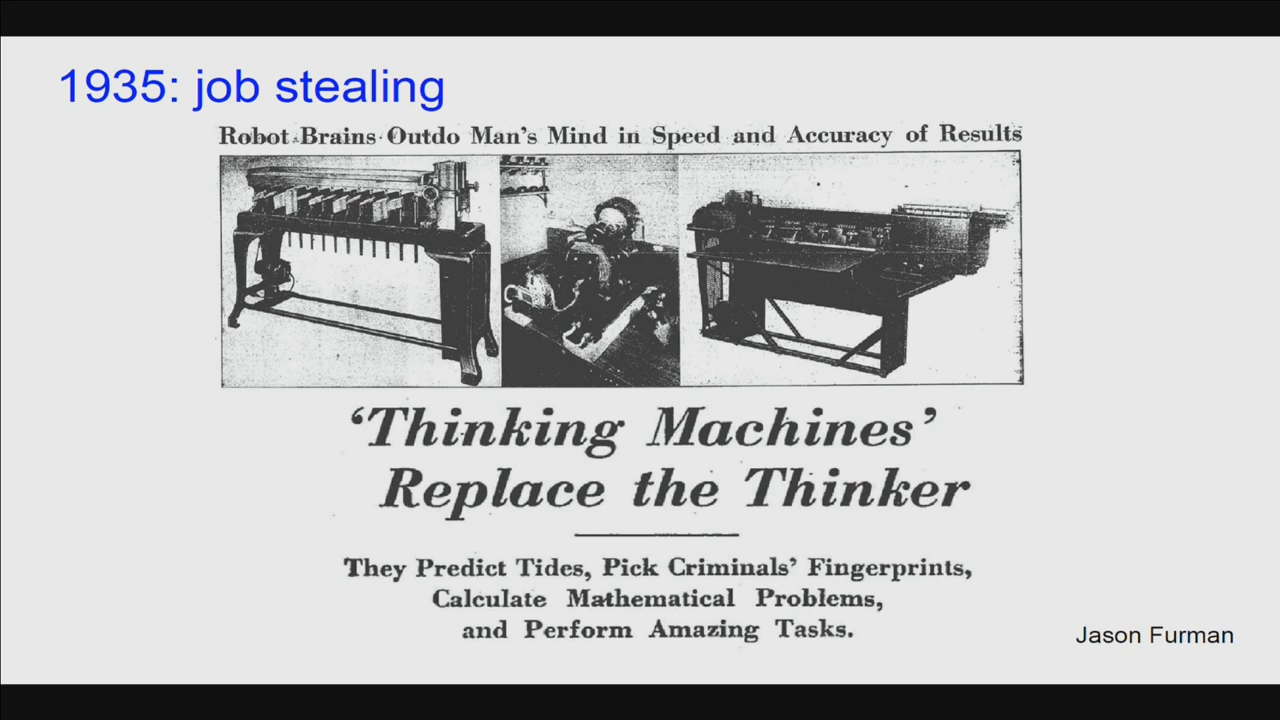 1935: job stealing
Robot Brains Outdo Man's Mind in Speed and Accuracy of Results
'Thinking Machines'
Replace the Thinker
They Predict Tides, Pick Criminals' Fingerprints,
Calculate Mathematical Problems,
and Perform Amazing Tasks.
Jason Furman